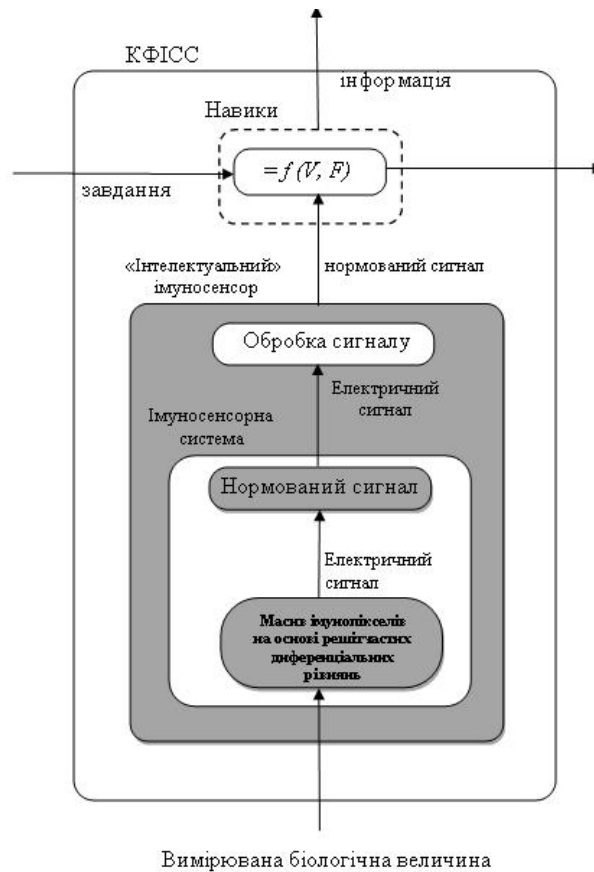 КФІСС
інформація
Навики
= f (V, F)
завдання
«Інтелектуальний»
імуносенсор
нормований сигнал
Обробка сигналу
Електричний
сигнал
Імуносенсорна
система
Нормований сигнал
Електричний
сигнал
Масив імунопікселів
на основі решітчастих
диференціальних
рівнянь
Вимірювана біологічна величина